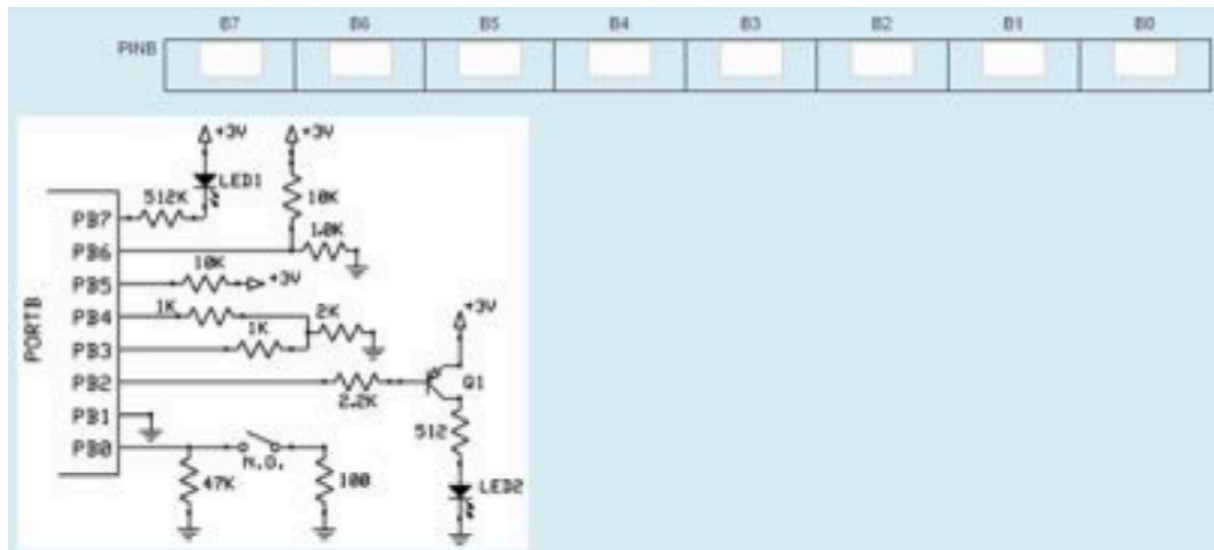 B7 B6 B5 B4 B3 B2 B1 B0
PINB
+3V +3V
LED1
512K
10K
PB7
1.0K
PB6
10K
PB5 +3V
1K 2K +3V
PB4
1K
PORTB
PB3
PB2 Q1
2.2K
PB1
512
PB0
N.O.
47K 100 LED2